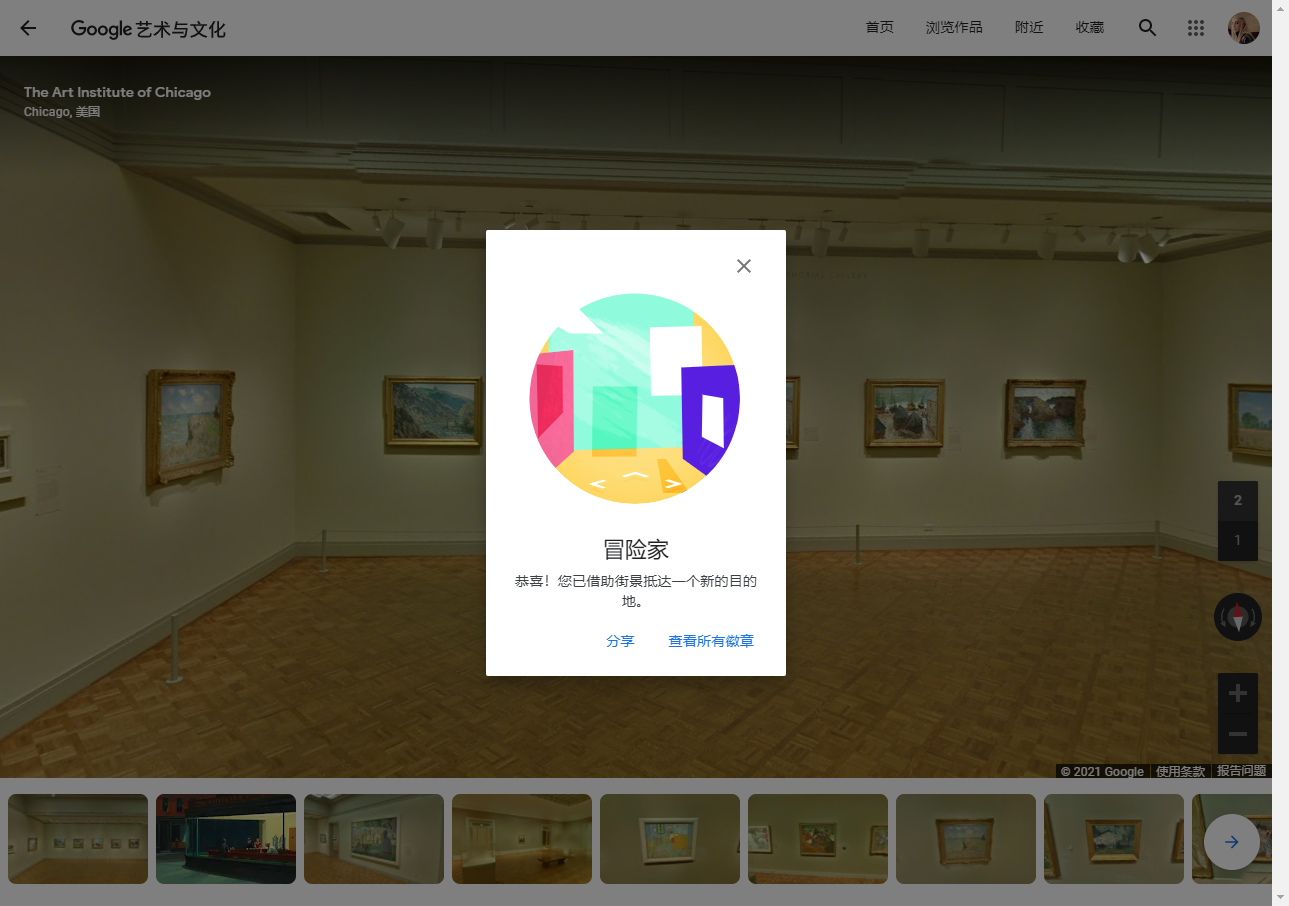 Google 艺术与文化
首页 浏览作品 附近 收藏
The Art Institute of Chicago
Chicago, 美国
冒险家
恭喜！您已借助街景抵达一个新的目的
地。
分享 查看所有徽章
2
1
© 2021 Google 使用条款 报告问题